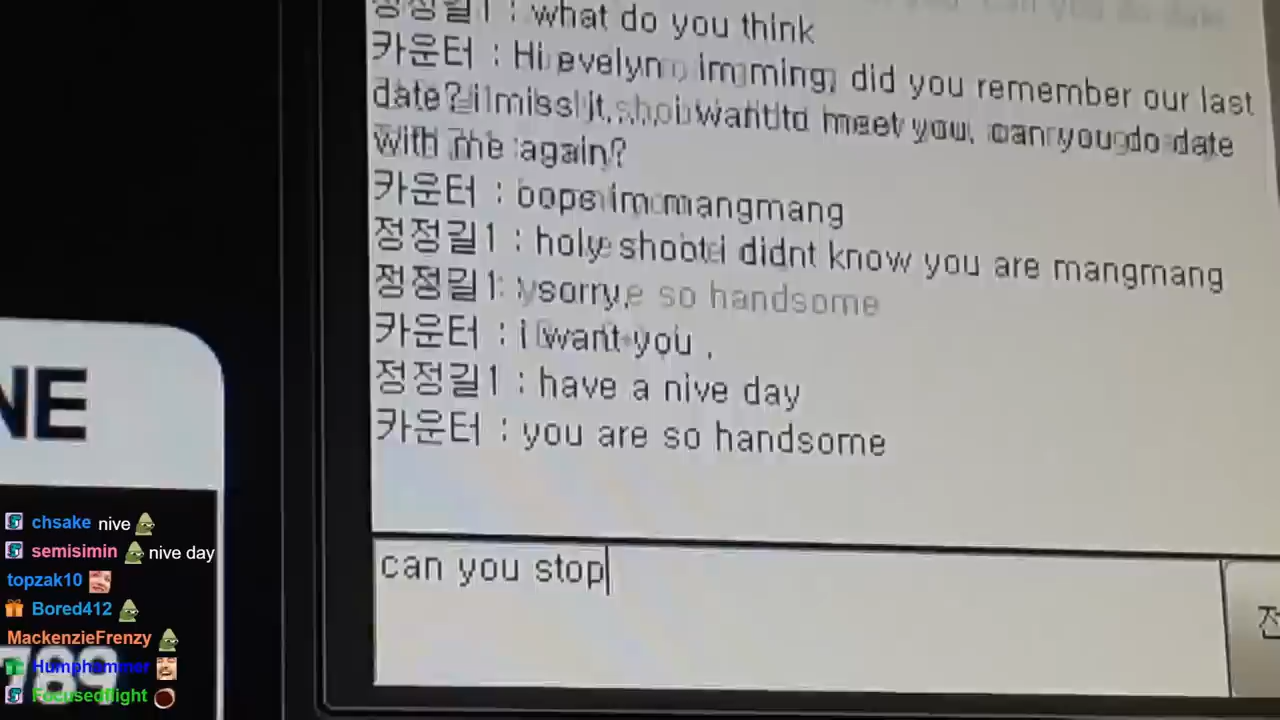 정정길1 : what do you think
카운터 : Hi evelyn im ming, did you remember our last
date? i miss it, want to meet you, can you do date
with me again?
카운터 : oops im mangmang
정정길1 : holy shoot i didnt know you are mangmang
정정길1 : sorry, so handsome
카운터 : i want you
정정길1 : have a nive day
카운터 : you are so handsome
can you stop
NE
789
chsake nive
semisimin nive day
topzak10
Bored412
MackenzieFrenzy
Humphammer
Focusedflight